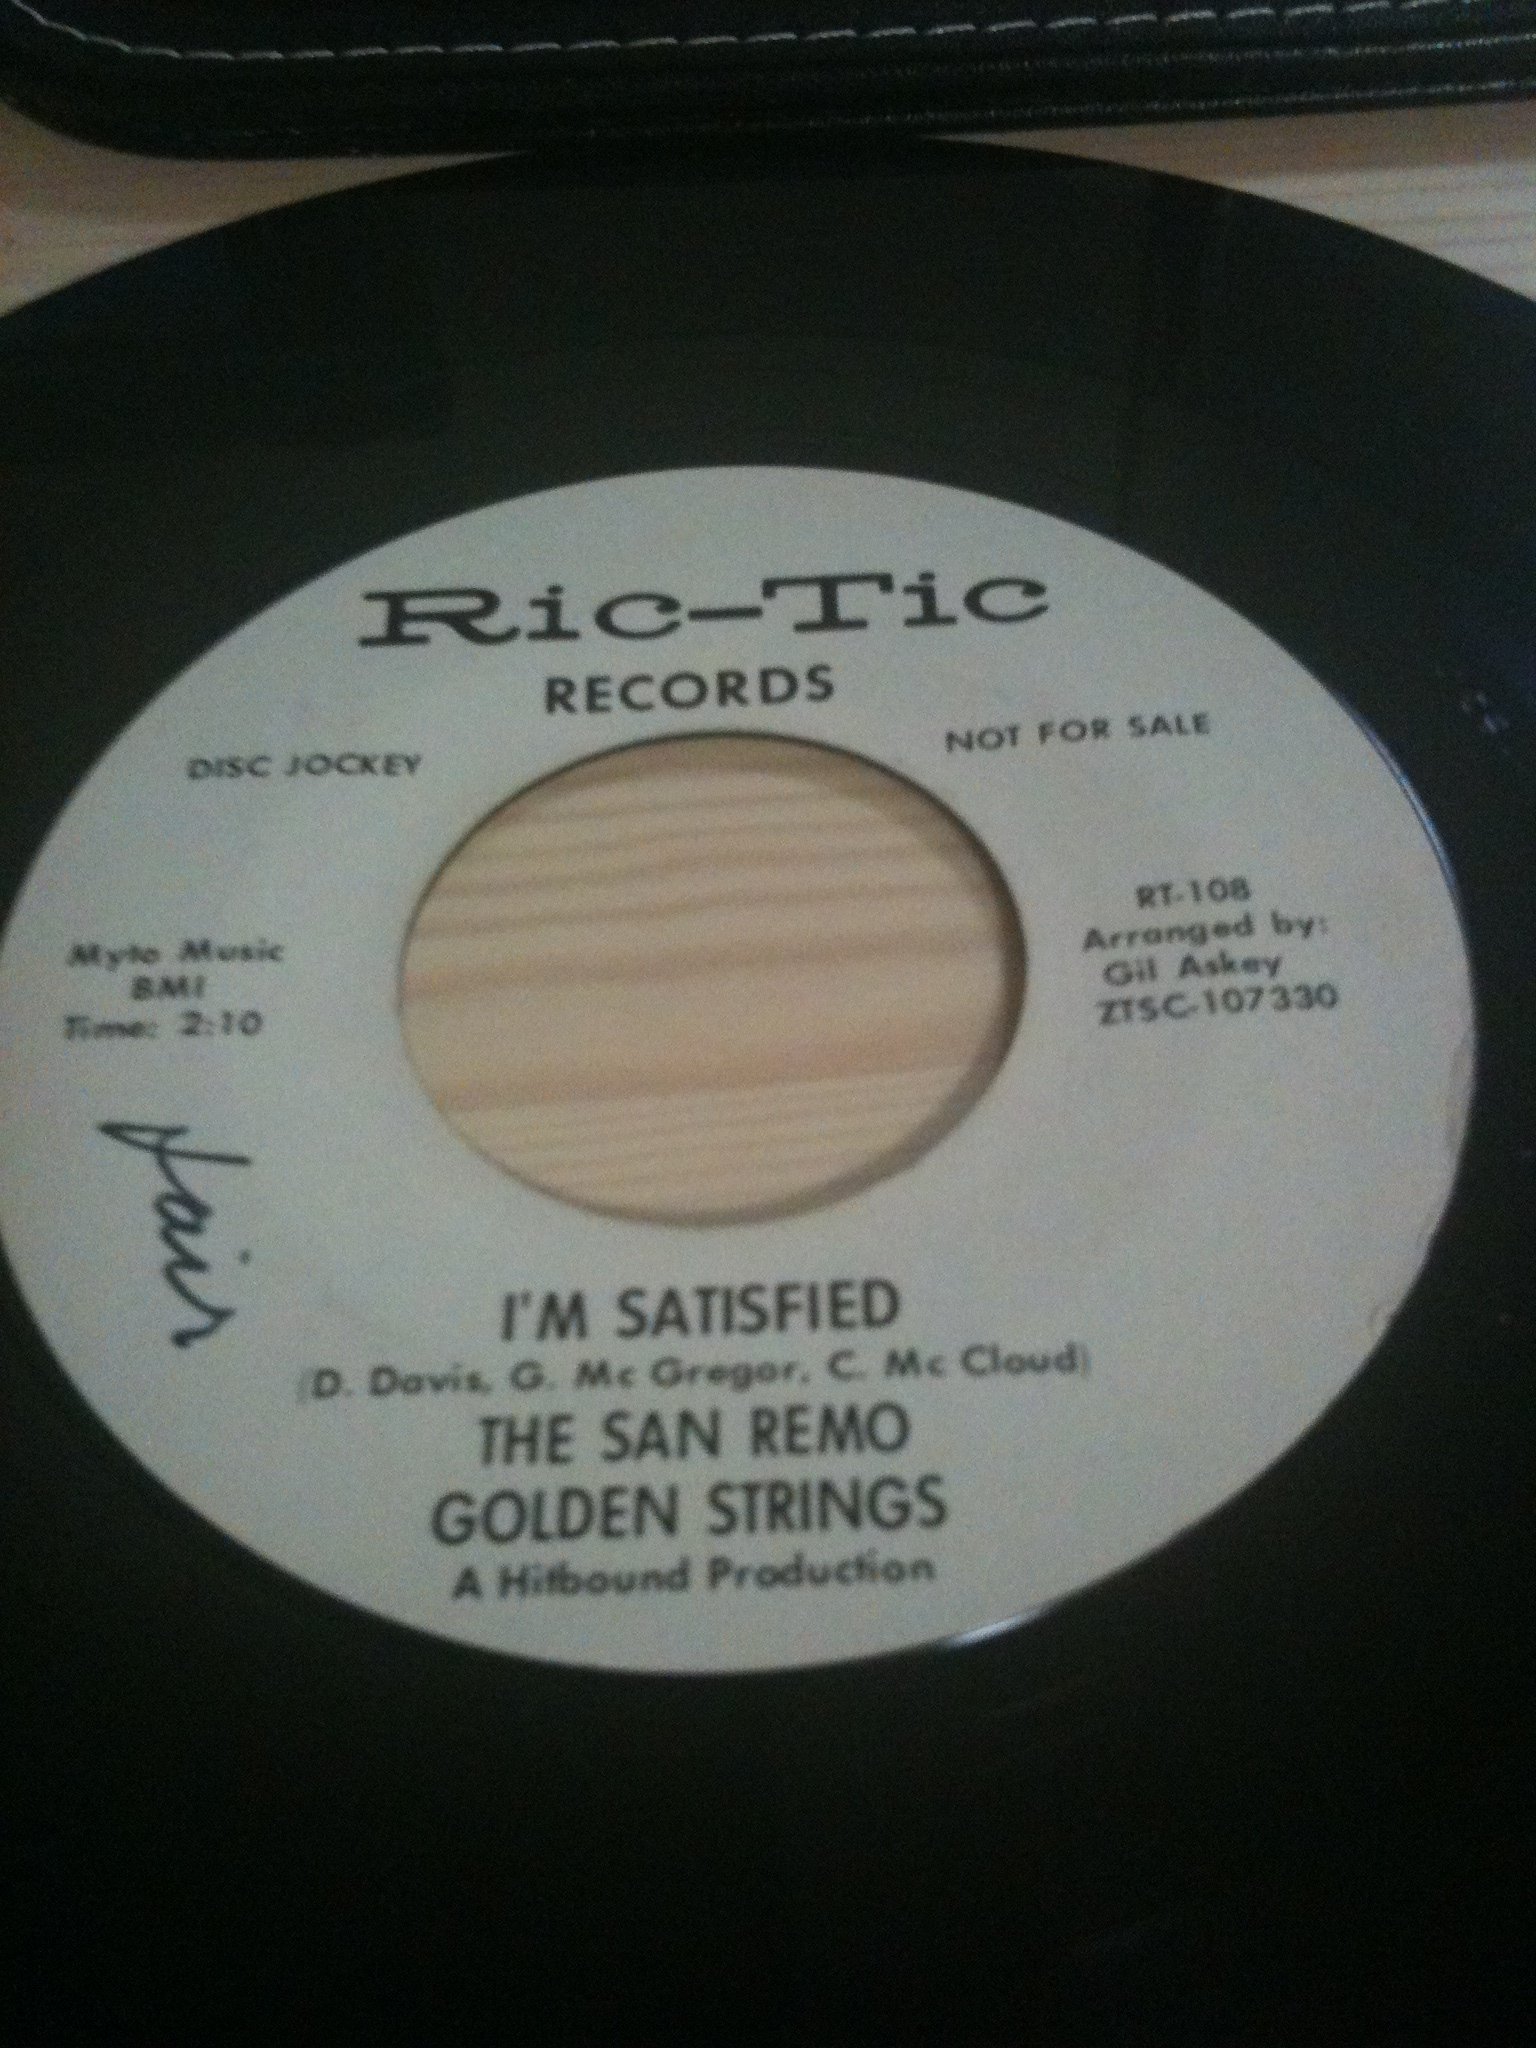 Ric-Tic
RECORDS
DISC JOCKEY
NOT FOR SALE
Myto Music
BMI
Time: 2:10
RT-108
Arranged by:
Gil Askey
ZTSC-107330
I'M SATISFIED
(D. Davis, G. Mc Gregor, C. Mc Cloud)
THE SAN REMO
GOLDEN STRINGS
A Hitbound Production